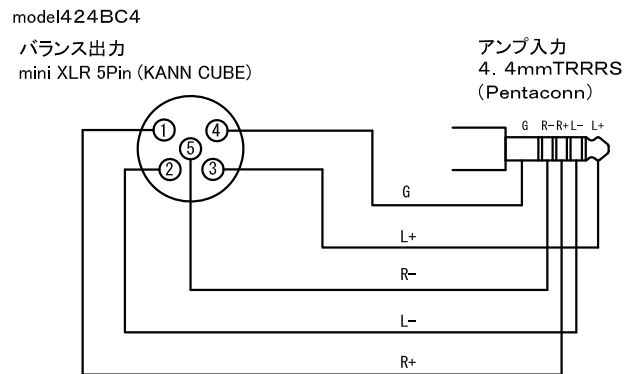 model424BC4
バランス出力
mini XLR 5Pin (KANN CUBE)
アンプ入力
4.4mmTRRRS
(Pentaconn)
G R- R+ L- L+
1 4
5
2 3
G
L+
R-
L-
R+